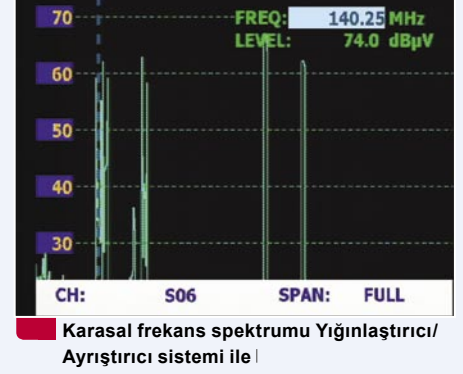 70 FREQ: 140.25 MHz
LEVEL: 74.0 dBµV
60
50
40
30
CH: S06 SPAN: FULL
Karasal frekans spektrumu Yığınlaştırıcı/
Ayrıştırıcı sistemi ile